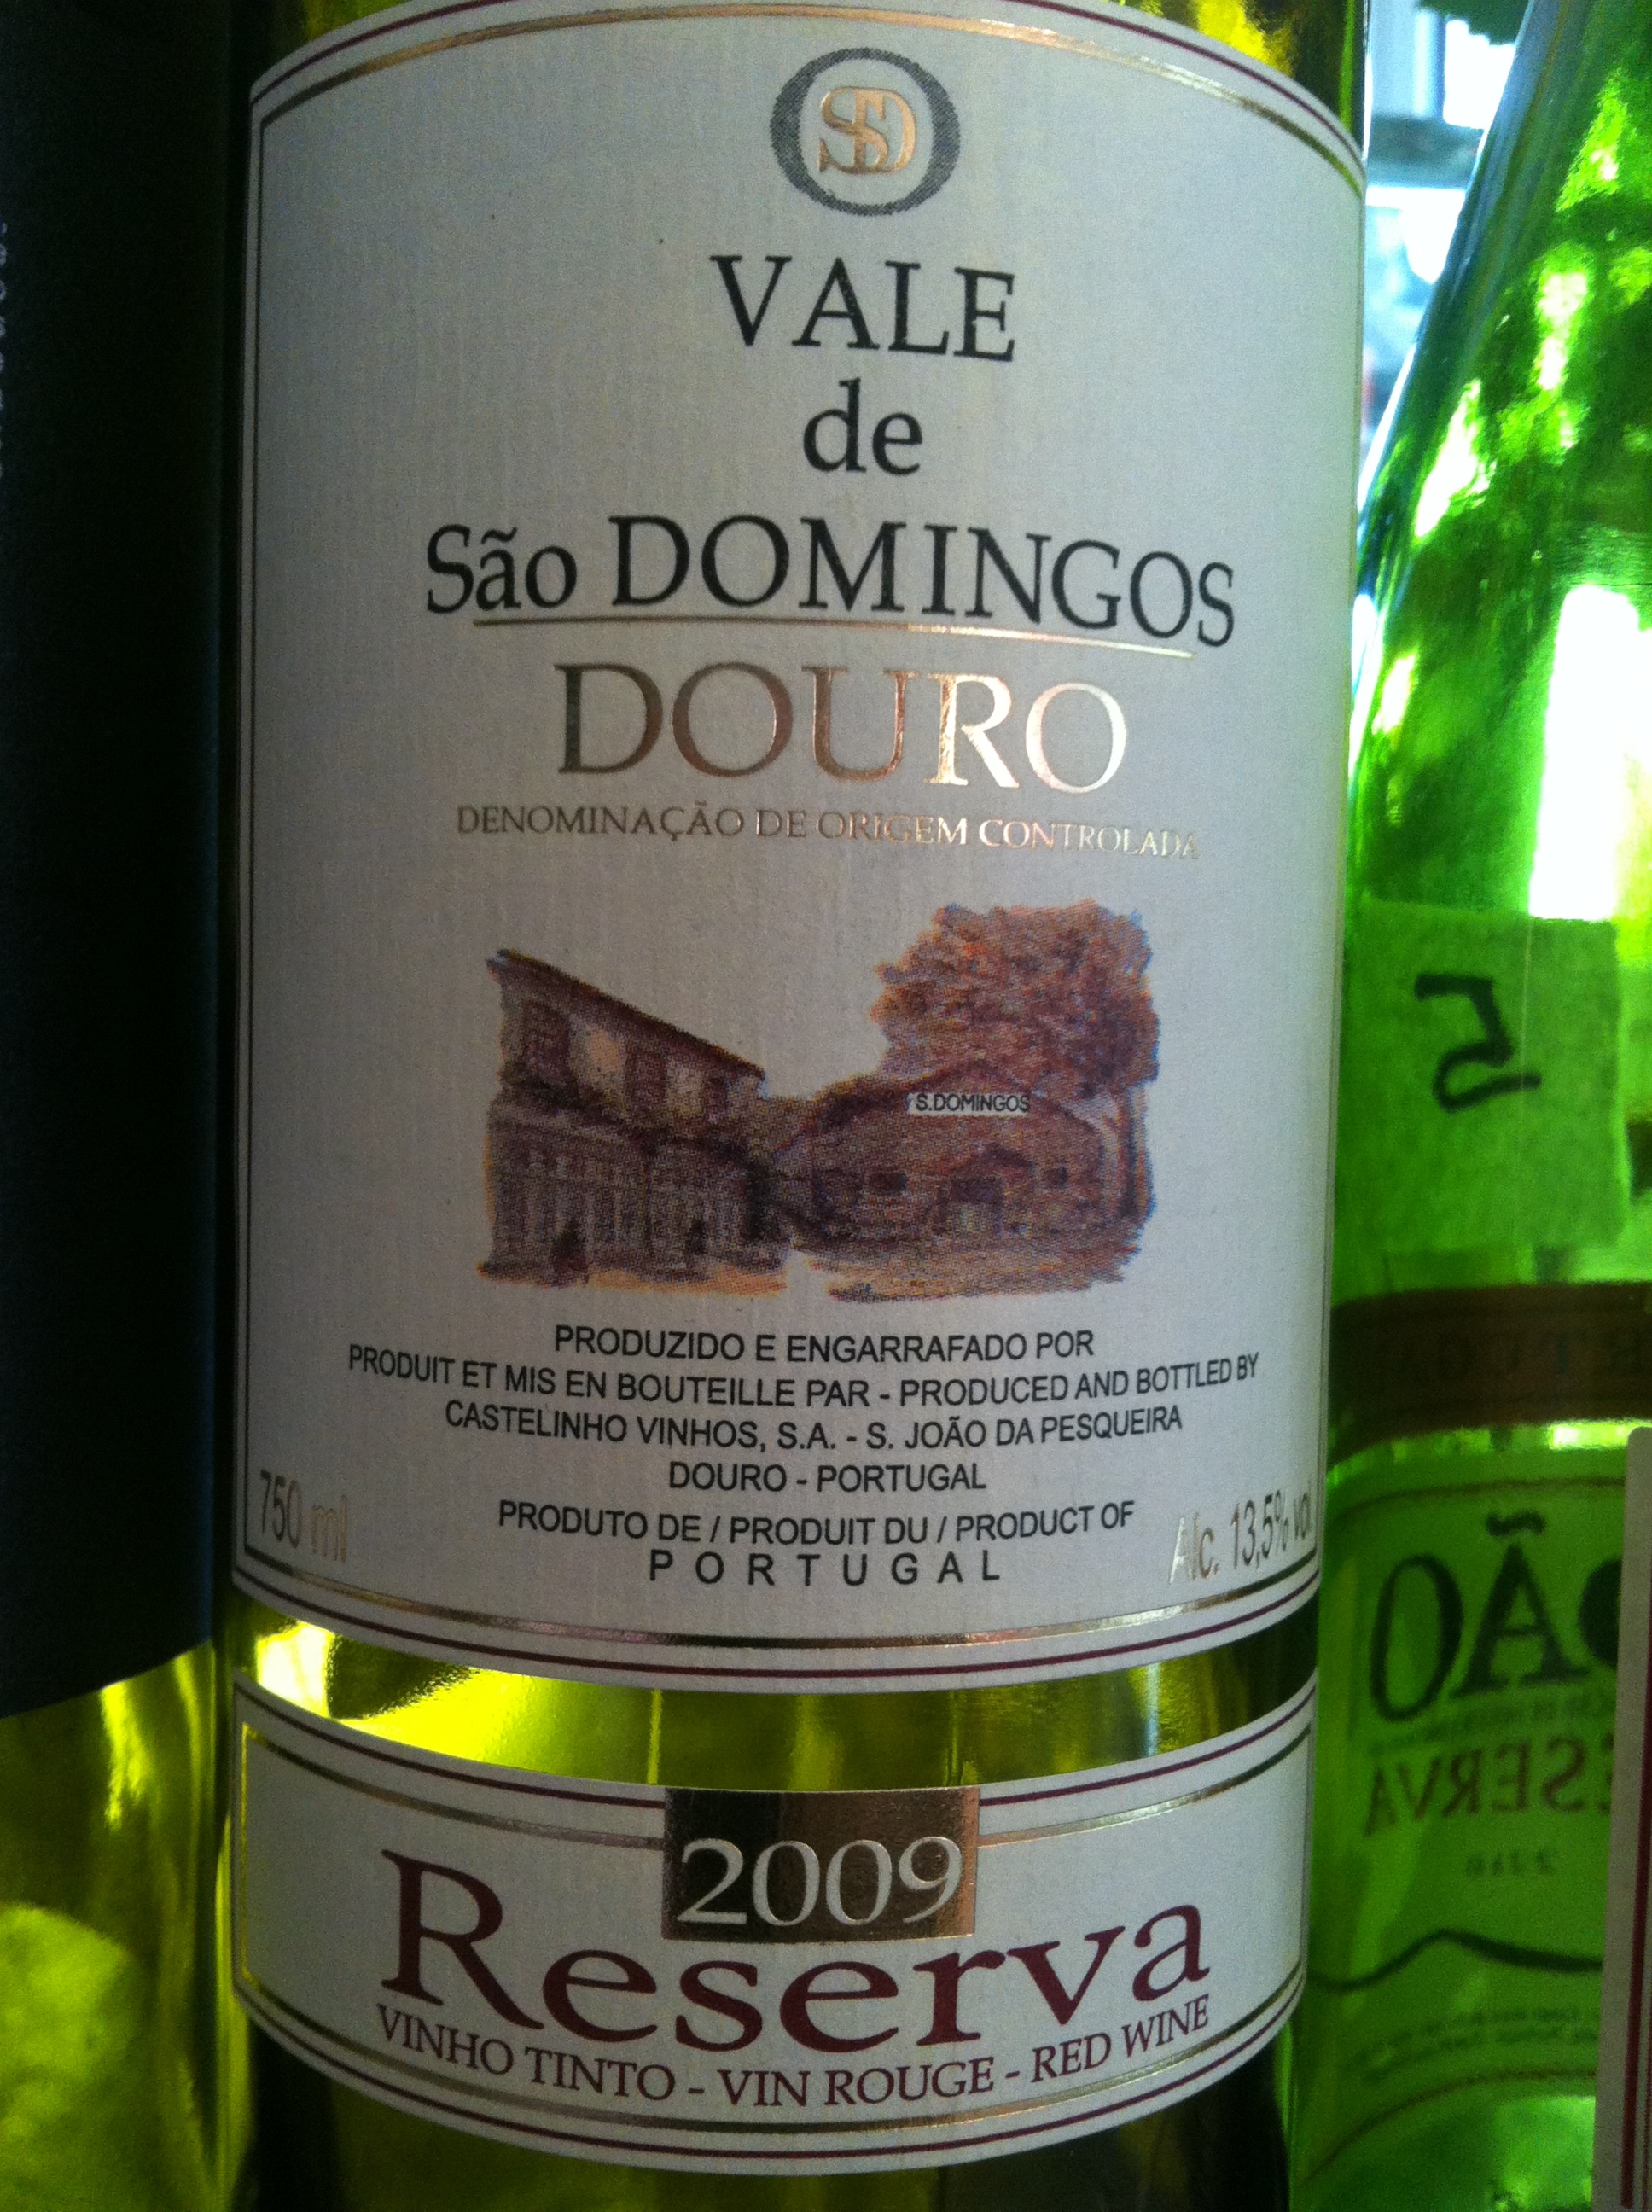 SD
VALE
de
São DOMINGOS
DOURO
DENOMINAÇÃO DE ORIGEM CONTROLADA
S.DOMINGOS
PRODUZIDO E ENGARRAFADO POR
PRODUIT ET MIS EN BOUTEILLE PAR - PRODUCED AND BOTTLED BY
CASTELINHO VINHOS, S.A. - S. JOÃO DA PESQUEIRA
DOURO - PORTUGAL
750 ml
PRODUTO DE / PRODUIT DU / PRODUCT OF
Alc. 13,5% vol
PORTUGAL
2009
Reserva
VINHO TINTO - VIN ROUGE - RED WINE
5
ÃO
ESERVA